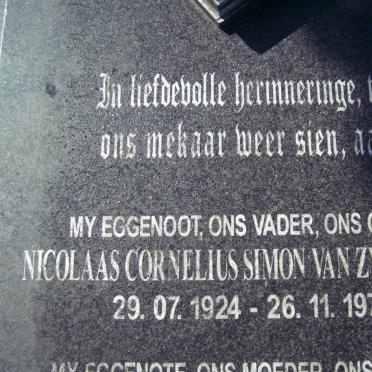 In liefdevolle herinneringe,
ons mekaar weer sien,
MY EGGENOOT, ONS VADER, ONS
NICOLAAS CORNELIUS SIMON VAN
29. 07. 1924 - 26. 11.
MY EGGENOTE, ONS MOEDER, ONS